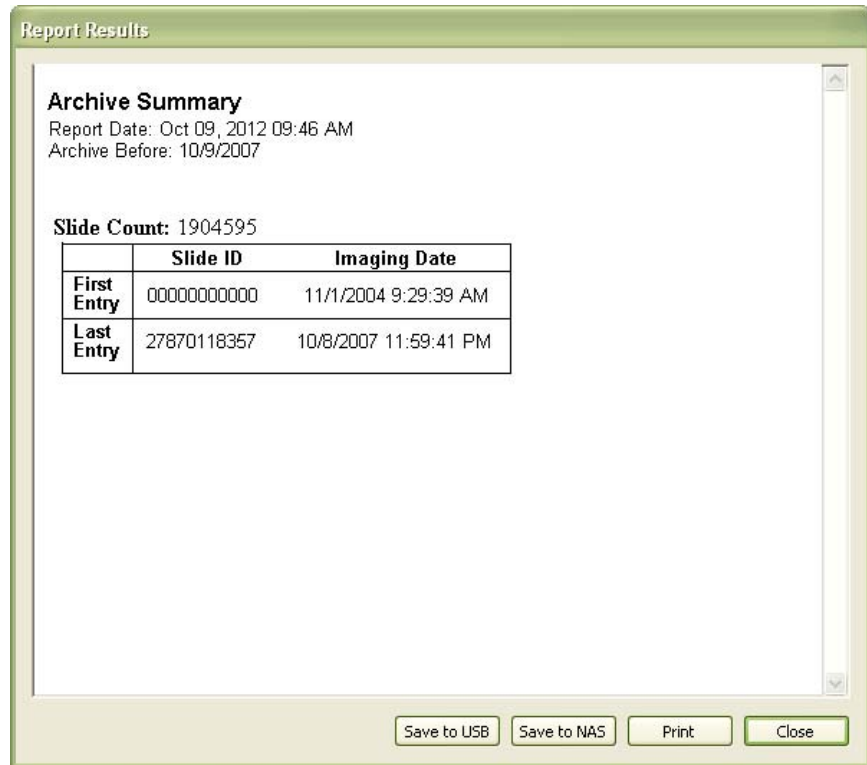 Report Results
Archive Summary
Report Date: Oct 09, 2012 09:46 AM
Archive Before: 10/9/2007
Slide Count: 1904595
Slide ID Imaging Date
First Entry 00000000000 11/1/2004 9:29:39 AM
Last Entry 27870118357 10/8/2007 11:59:41 PM
Save to USB Save to NAS Print Close